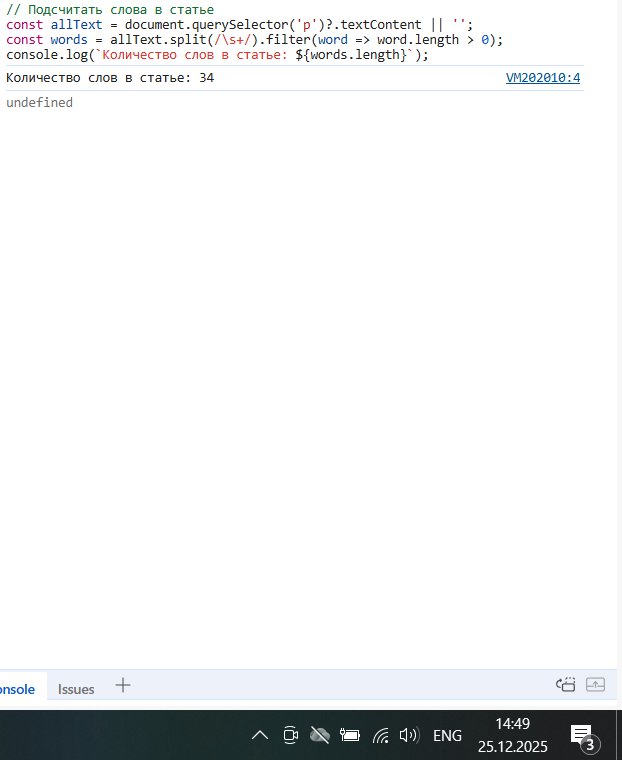 // Подсчитать слова в статье
const allText = document.querySelector('p')?.textContent || '';
const words = allText.split(/\s+/).filter(word => word.length > 0);
console.log(`Количество слов в статье: ${words.length}`);
Количество слов в статье: 34 VM202010:4
undefined
onsole Issues
ENG
14:49
25.12.2025
3